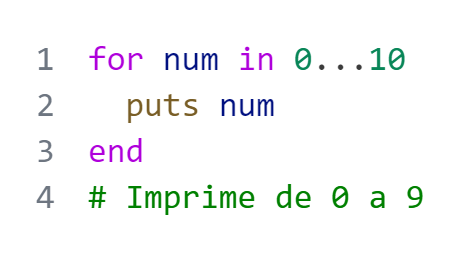 1 for num in 0...10
2   puts num
3 end
4 # Imprime de 0 a 9